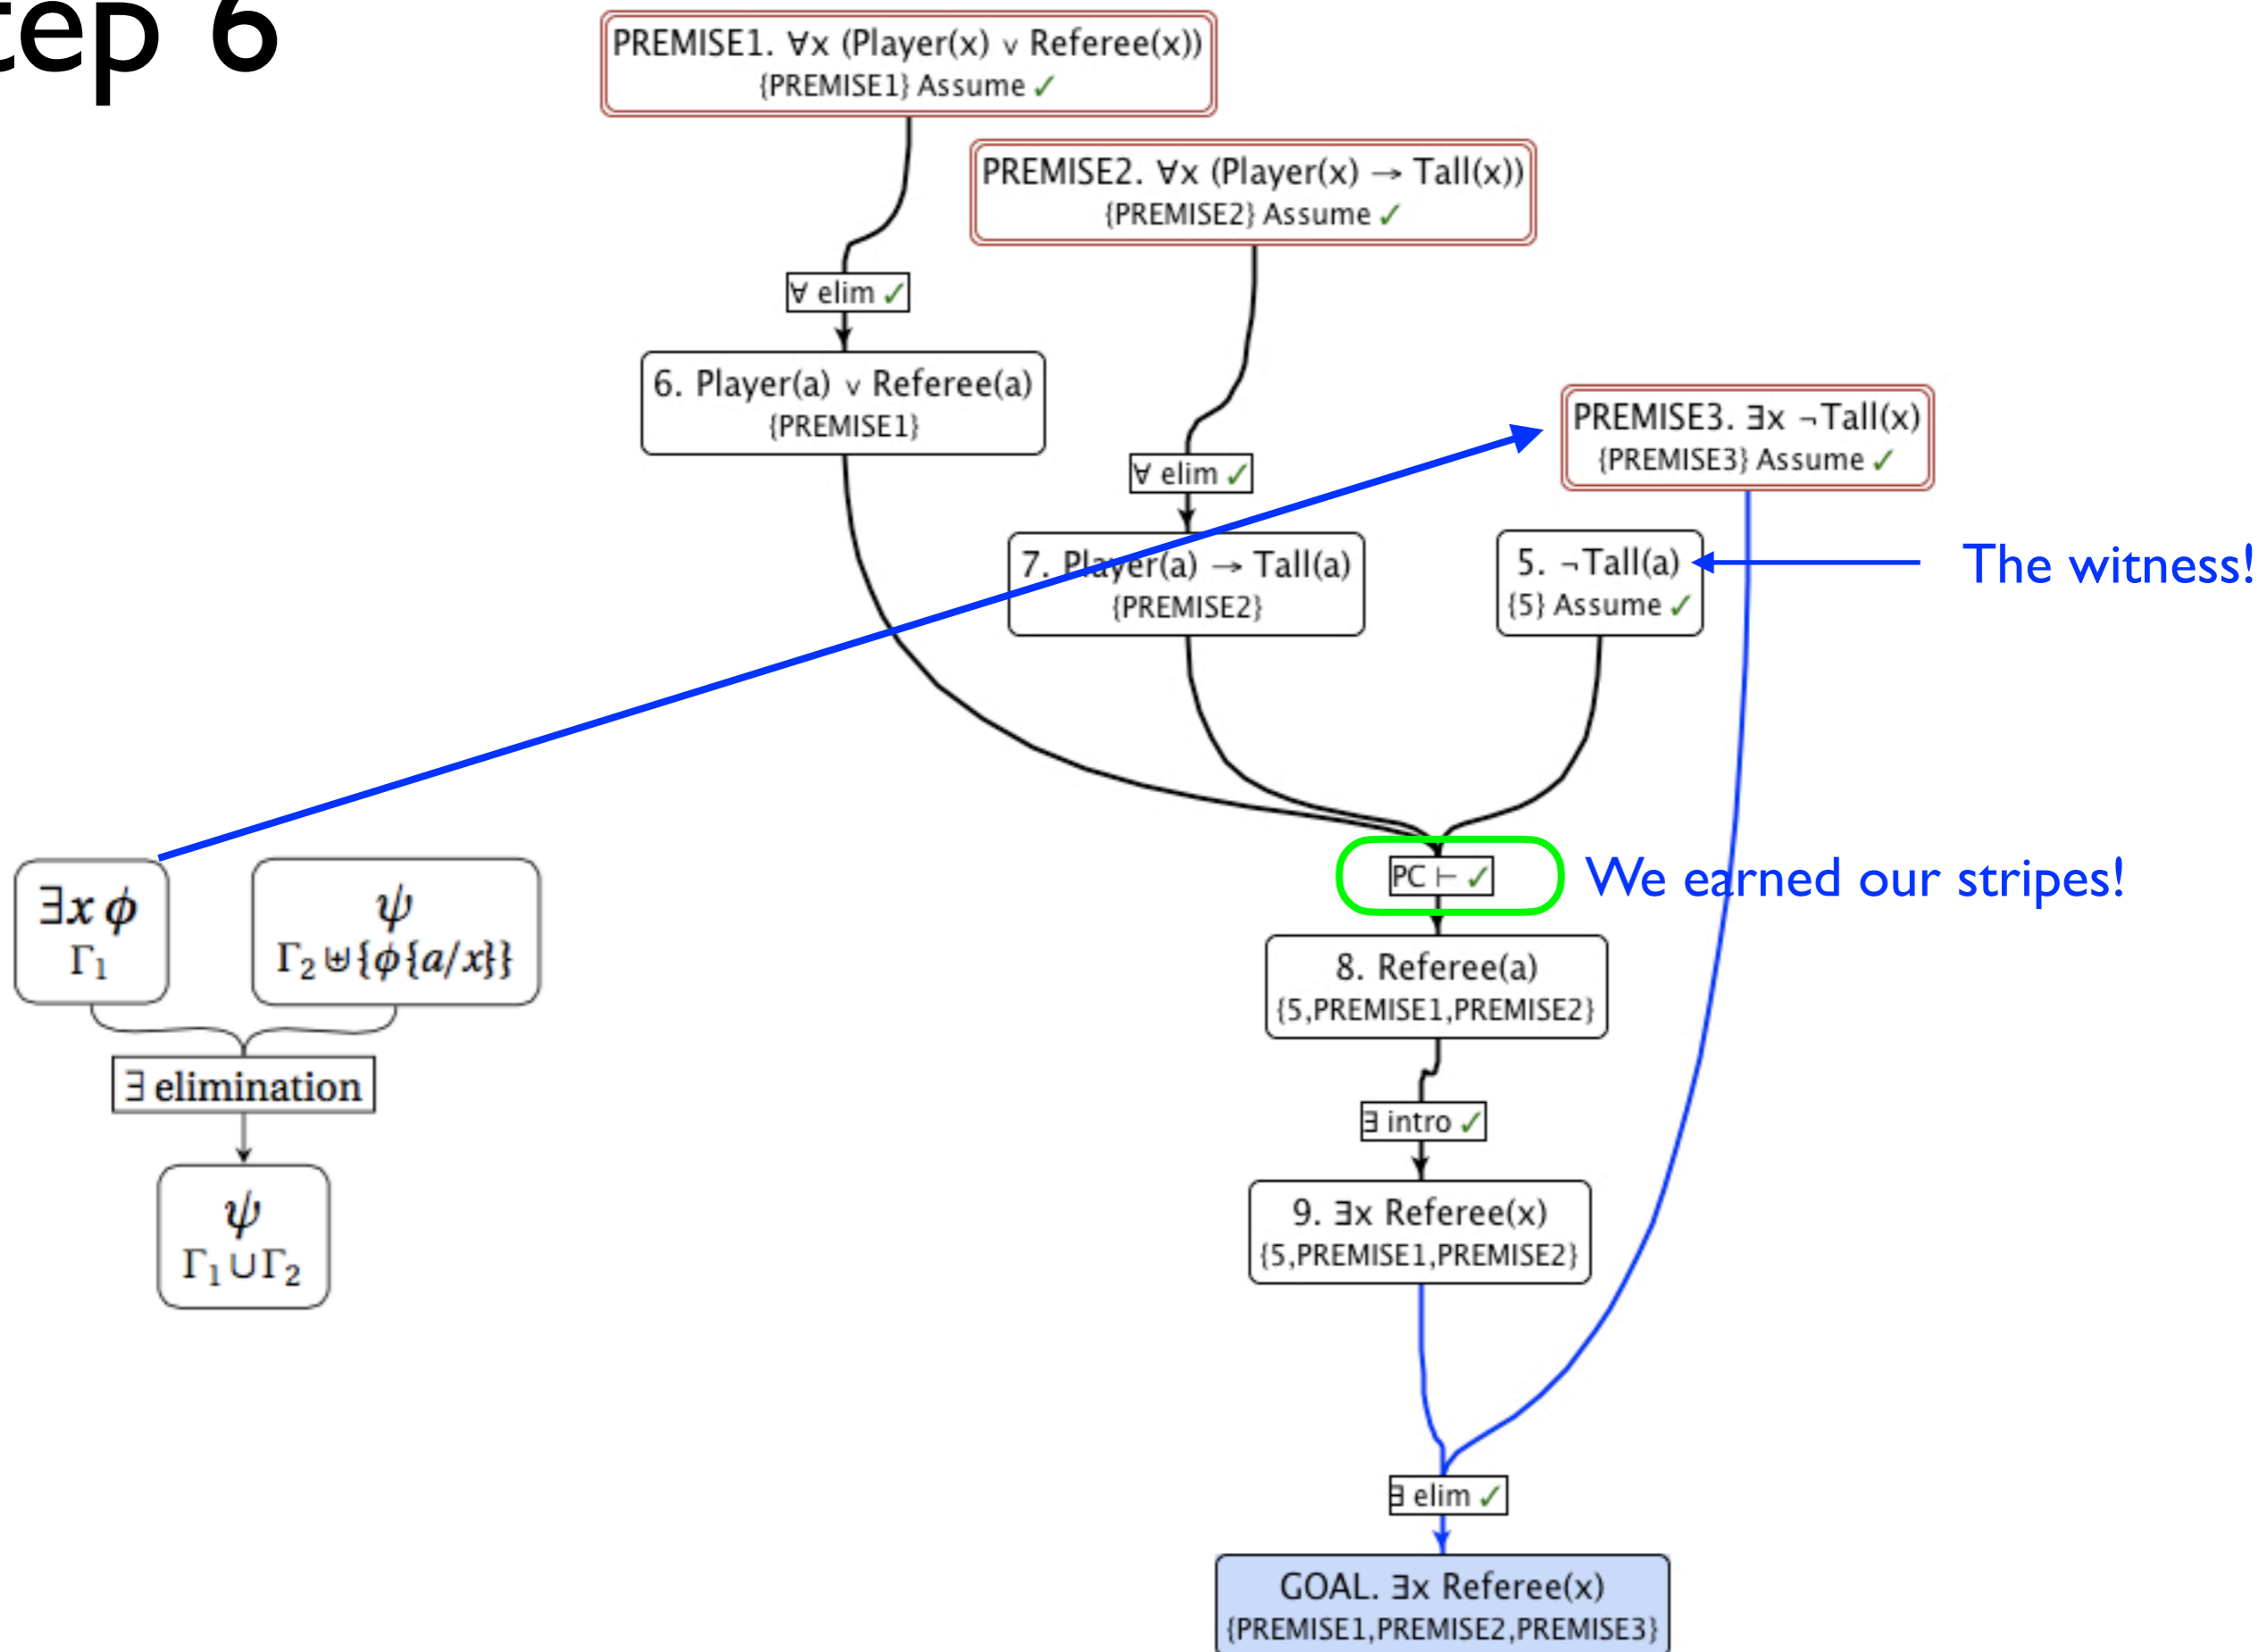 tep 6
PREMISE1. ∀x (Player(x) ∨ Referee(x))
{PREMISE1} Assume ✓
PREMISE2. ∀x (Player(x) → Tall(x))
{PREMISE2} Assume ✓
∀ elim ✓
6. Player(a) ∨ Referee(a)
{PREMISE1}
PREMISE3. ∃x ¬Tall(x)
{PREMISE3} Assume ✓
∀ elim ✓
7. Player(a) → Tall(a)
{PREMISE2}
5. ¬Tall(a)
{5} Assume ✓
The witness!
PC ⊢ ✓
We earned our stripes!
∃x ϕ
Γ1
ψ
Γ2 ⊎{ϕ{a/x}}
∃ elimination
ψ
Γ1∪Γ2
8. Referee(a)
{5,PREMISE1,PREMISE2}
∃ intro ✓
9. ∃x Referee(x)
{5,PREMISE1,PREMISE2}
∃ elim ✓
GOAL. ∃x Referee(x)
{PREMISE1,PREMISE2,PREMISE3}